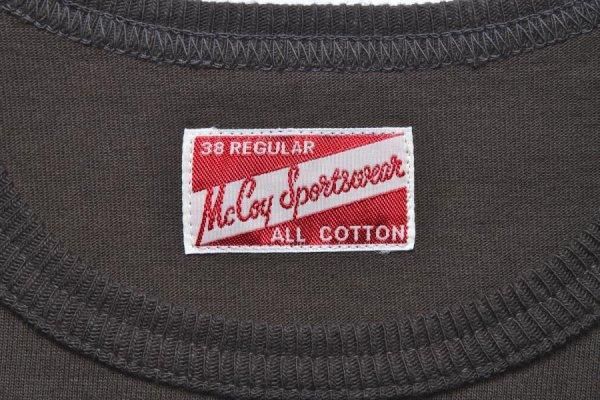 38 REGULAR
McCoy Sportswear
ALL COTTON